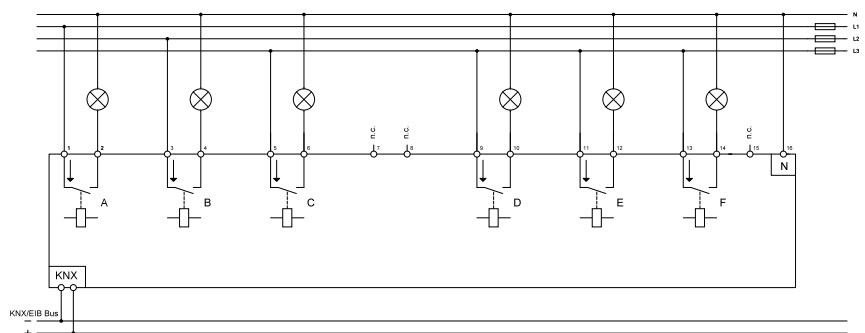 N
L1
L2
L3
n.c.
n.c.
n.c.
1 2 3 4 5 6 7 8 9 10 11 12 13 14 15 16
N
A B C D E F
KNX
KNX/EIB Bus
–
+